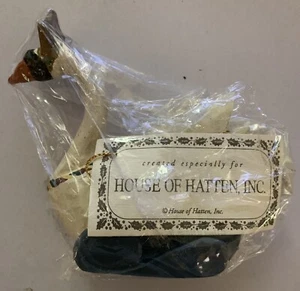 created especially for
HOUSE OF HATTEN, INC.
© House of Hatten, Inc.